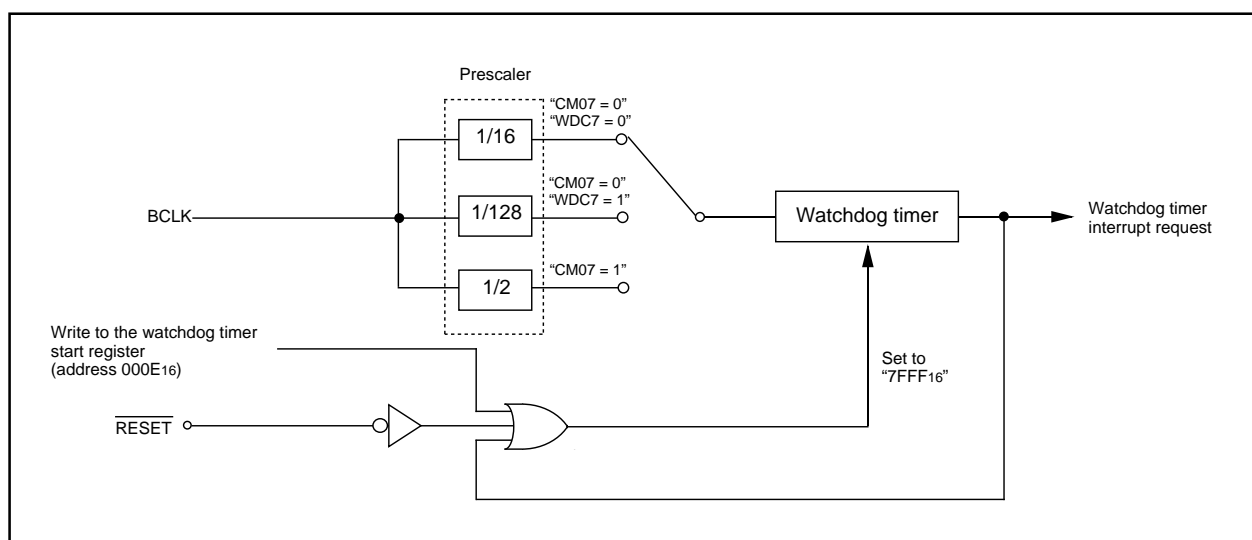 Prescaler
“CM07 = 0”
“WDC7 = 0”
1/16
“CM07 = 0”
“WDC7 = 1”
BCLK
1/128
Watchdog timer
Watchdog timer
interrupt request
“CM07 = 1”
1/2
Write to the watchdog timer
start register
(address 000E16)
Set to
“7FFF16”
RESET